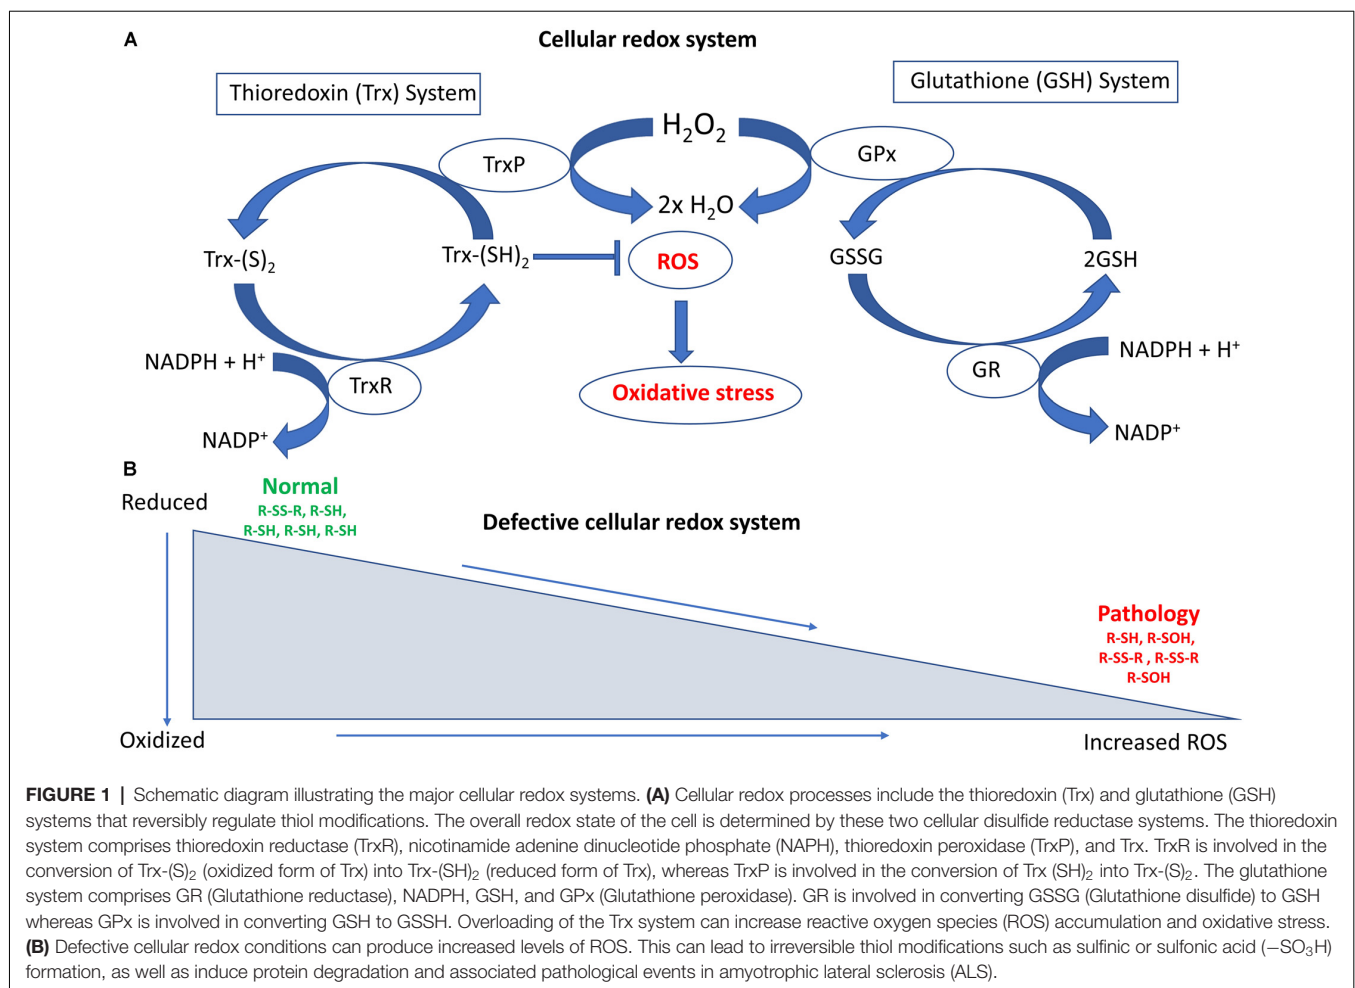 A
Cellular redox system
Thioredoxin (Trx) System
Glutathione (GSH) System
H₂O₂
TrxP
GPx
2x H₂O
Trx-(S)₂
Trx-(SH)₂
ROS
GSSG
2GSH
NADPH + H⁺
TrxR
Oxidative stress
GR
NADPH + H⁺
NADP⁺
NADP⁺
B
Reduced
Normal
R-SS-R, R-SH,
R-SH, R-SH, R-SH
Defective cellular redox system
Pathology
R-SH, R-SOH,
R-SS-R , R-SS-R
R-SOH
Oxidized
Increased ROS
FIGURE 1 | Schematic diagram illustrating the major cellular redox systems. (A) Cellular redox processes include the thioredoxin (Trx) and glutathione (GSH)
systems that reversibly regulate thiol modifications. The overall redox state of the cell is determined by these two cellular disulfide reductase systems. The thioredoxin
system comprises thioredoxin reductase (TrxR), nicotinamide adenine dinucleotide phosphate (NAPH), thioredoxin peroxidase (TrxP), and Trx. TrxR is involved in the
conversion of Trx-(S)₂ (oxidized form of Trx) into Trx-(SH)₂ (reduced form of Trx), whereas TrxP is involved in the conversion of Trx (SH)₂ into Trx-(S)₂. The glutathione
system comprises GR (Glutathione reductase), NADPH, GSH, and GPx (Glutathione peroxidase). GR is involved in converting GSSG (Glutathione disulfide) to GSH
whereas GPx is involved in converting GSH to GSSH. Overloading of the Trx system can increase reactive oxygen species (ROS) accumulation and oxidative stress.
(B) Defective cellular redox conditions can produce increased levels of ROS. This can lead to irreversible thiol modifications such as sulfinic or sulfonic acid (−SO₃H)
formation, as well as induce protein degradation and associated pathological events in amyotrophic lateral sclerosis (ALS).